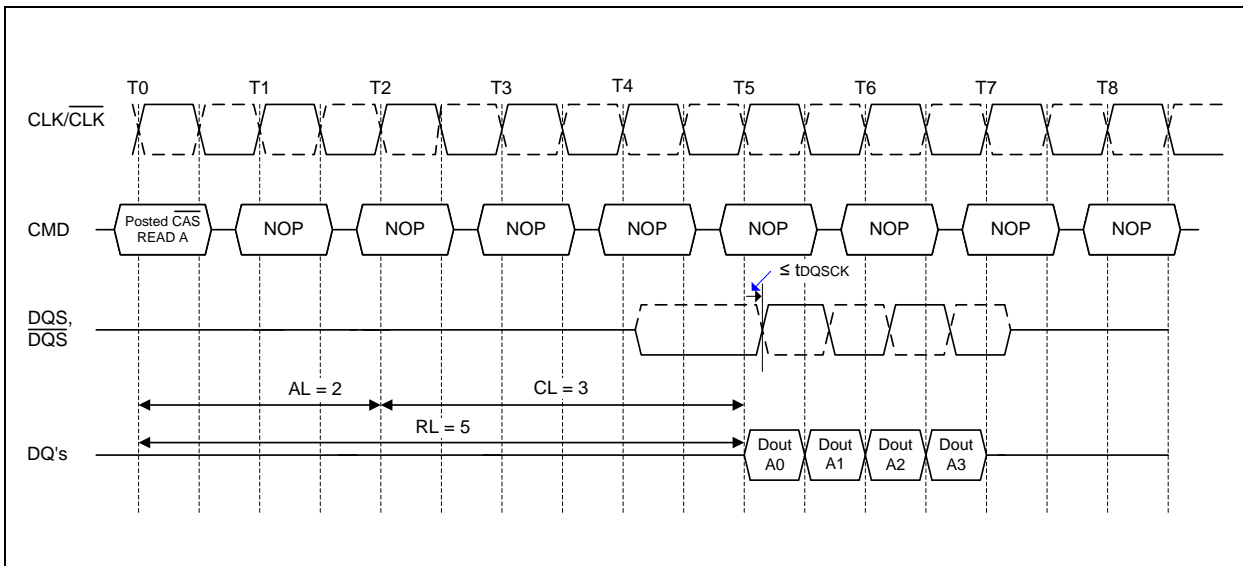 T0 T1 T2 T3 T4 T5 T6 T7 T8
CLK/CLK
CMD
Posted CAS
READ A
NOP NOP NOP NOP NOP NOP NOP NOP
≤ tDQSCK
DQS,
DQS
AL = 2
CL = 3
RL = 5
DQ's
Dout
A0
Dout
A1
Dout
A2
Dout
A3